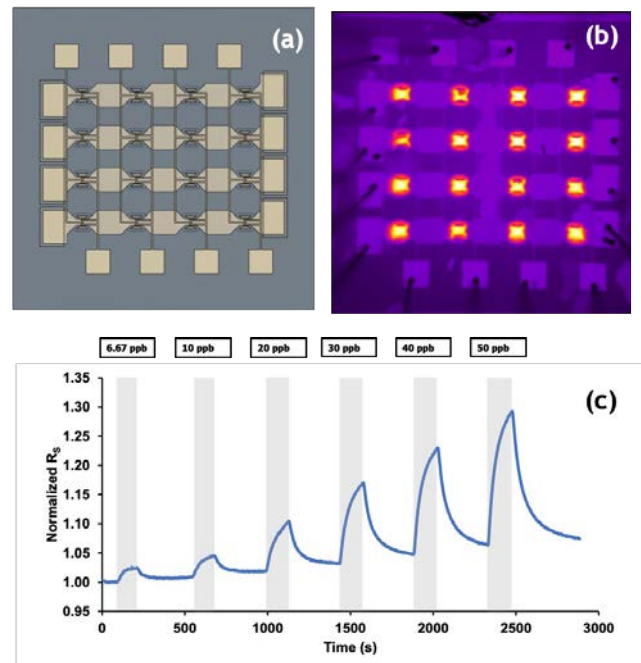 (a)
(b)
6.67 ppb 10 ppb 20 ppb 30 ppb 40 ppb 50 ppb
(c)
1.35
1.30
1.25
1.20
1.15
1.10
1.05
1.00
0.95
Normalized Rs
0 500 1000 1500 2000 2500 3000
Time (s)